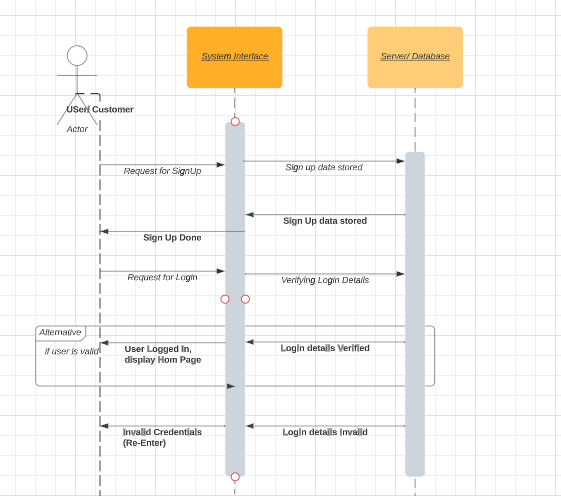 System Interface
Server/ Database
USer/ Customer
Actor
Request for SignUp
Sign up data stored
Sign Up data stored
Sign Up Done
Request for LogIn
Verifying Login Details
Alternative
If user is valid
User Logged In,
display Hom Page
Login details Verified
Invalid Credentials
(Re-Enter)
Login details Invalid